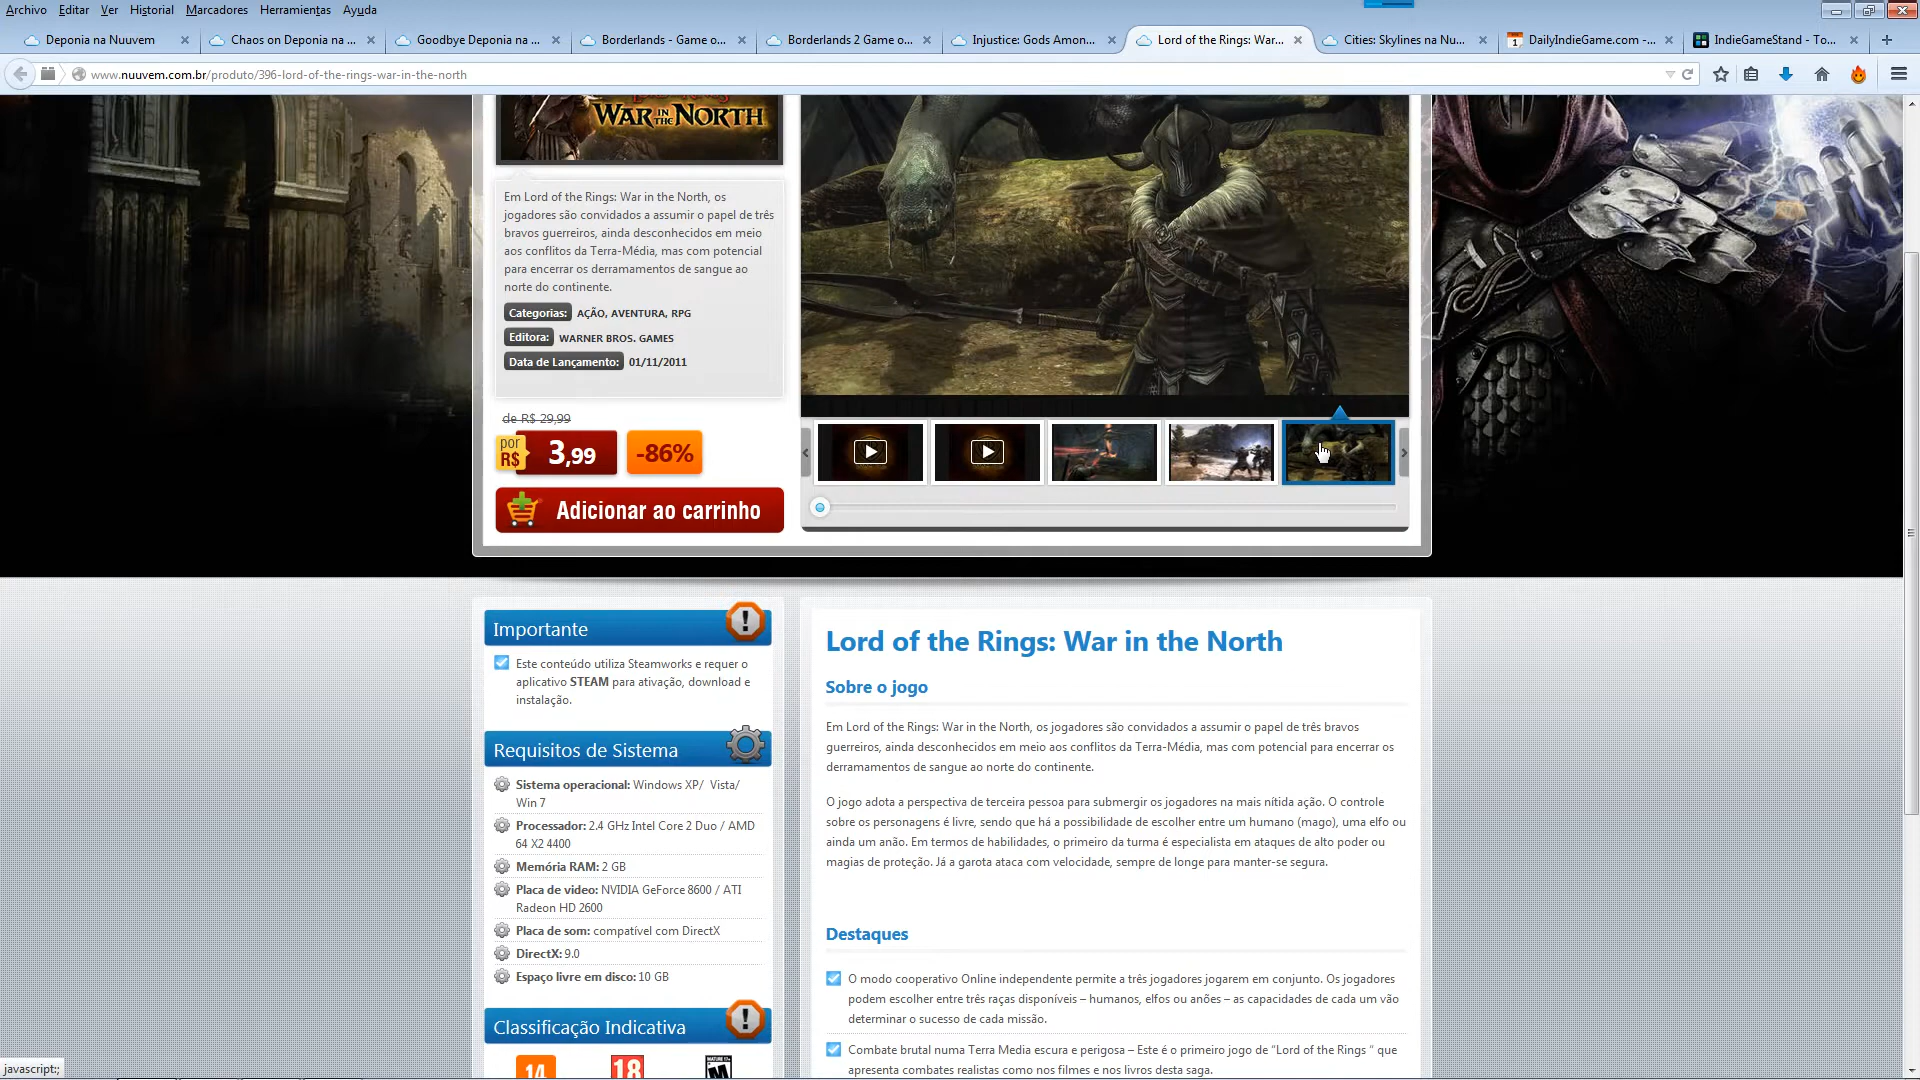 Archivo Editar Ver Historial Marcadores Herramientas Ayuda
Deponia na Nuuvem
Chaos on Deponia na ...
Goodbye Deponia na ...
Borderlands - Game o...
Borderlands 2 Game o...
Injustice: Gods Amon...
Lord of the Rings: War...
Cities: Skylines na Nu...
DailyIndieGame.com -...
IndieGameStand - To...
www.nuuvem.com.br/produto/396-lord-of-the-rings-war-in-the-north
WAR IN THE NORTH
Em Lord of the Rings: War in the North, os
jogadores são convidados a assumir o papel de três
bravos guerreiros, ainda desconhecidos em meio
aos conflitos da Terra-Média, mas com potencial
para encerrar os derramamentos de sangue ao
norte do continente.
Categorias: AÇÃO, AVENTURA, RPG
Editora: WARNER BROS. GAMES
Data de Lançamento: 01/11/2011
de R$ 29,99
por R$ 3,99 -86%
Adicionar ao carrinho
Importante
Este conteúdo utiliza Steamworks e requer o
aplicativo STEAM para ativação, download e
instalação.
Requisitos de Sistema
Sistema operacional: Windows XP/ Vista/
Win 7
Processador: 2.4 GHz Intel Core 2 Duo / AMD
64 X2 4400
Memória RAM: 2 GB
Placa de video: NVIDIA GeForce 8600 / ATI
Radeon HD 2600
Placa de som: compatível com DirectX
DirectX: 9.0
Espaço livre em disco: 10 GB
Classificação Indicativa
14
18
MATURE 17+
M
Lord of the Rings: War in the North
Sobre o jogo
Em Lord of the Rings: War in the North, os jogadores são convidados a assumir o papel de três bravos
guerreiros, ainda desconhecidos em meio aos conflitos da Terra-Média, mas com potencial para encerrar os
derramamentos de sangue ao norte do continente.
O jogo adota a perspectiva de terceira pessoa para submergir os jogadores na mais nítida ação. O controle
sobre os personagens é livre, sendo que há a possibilidade de escolher entre um humano (mago), uma elfo ou
ainda um anão. Em termos de habilidades, o primeiro da turma é especialista em ataques de alto poder ou
magias de proteção. Já a garota ataca com velocidade, sempre de longe para manter-se segura.
Destaques
O modo cooperativo Online independente permite a três jogadores jogarem em conjunto. Os jogadores
podem escolher entre três raças disponíveis – humanos, elfos ou anões – as capacidades de cada um vão
determinar o sucesso de cada missão.
Combate brutal numa Terra Media escura e perigosa – Este é o primeiro jogo de "Lord of the Rings " que
apresenta combates realistas como nos filmes e nos livros desta saga.
javascript:;